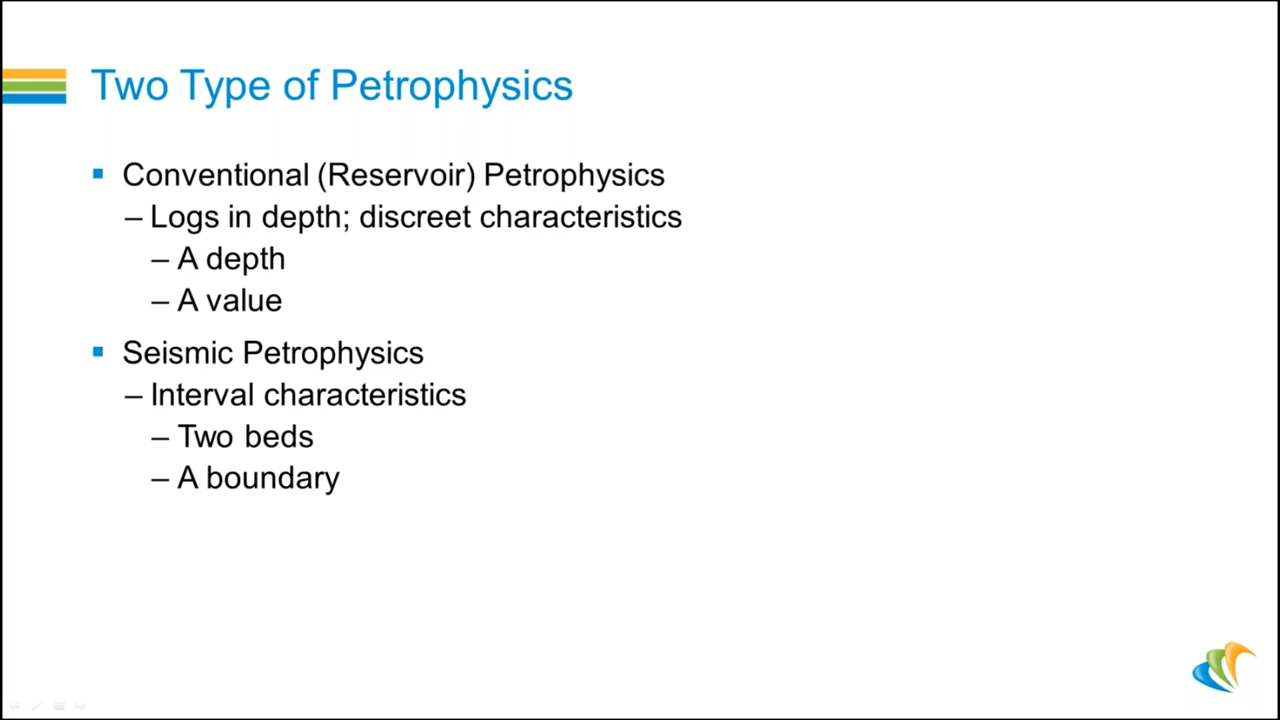 Two Type of Petrophysics
Conventional (Reservoir) Petrophysics
– Logs in depth; discreet characteristics
– A depth
– A value
Seismic Petrophysics
– Interval characteristics
– Two beds
– A boundary